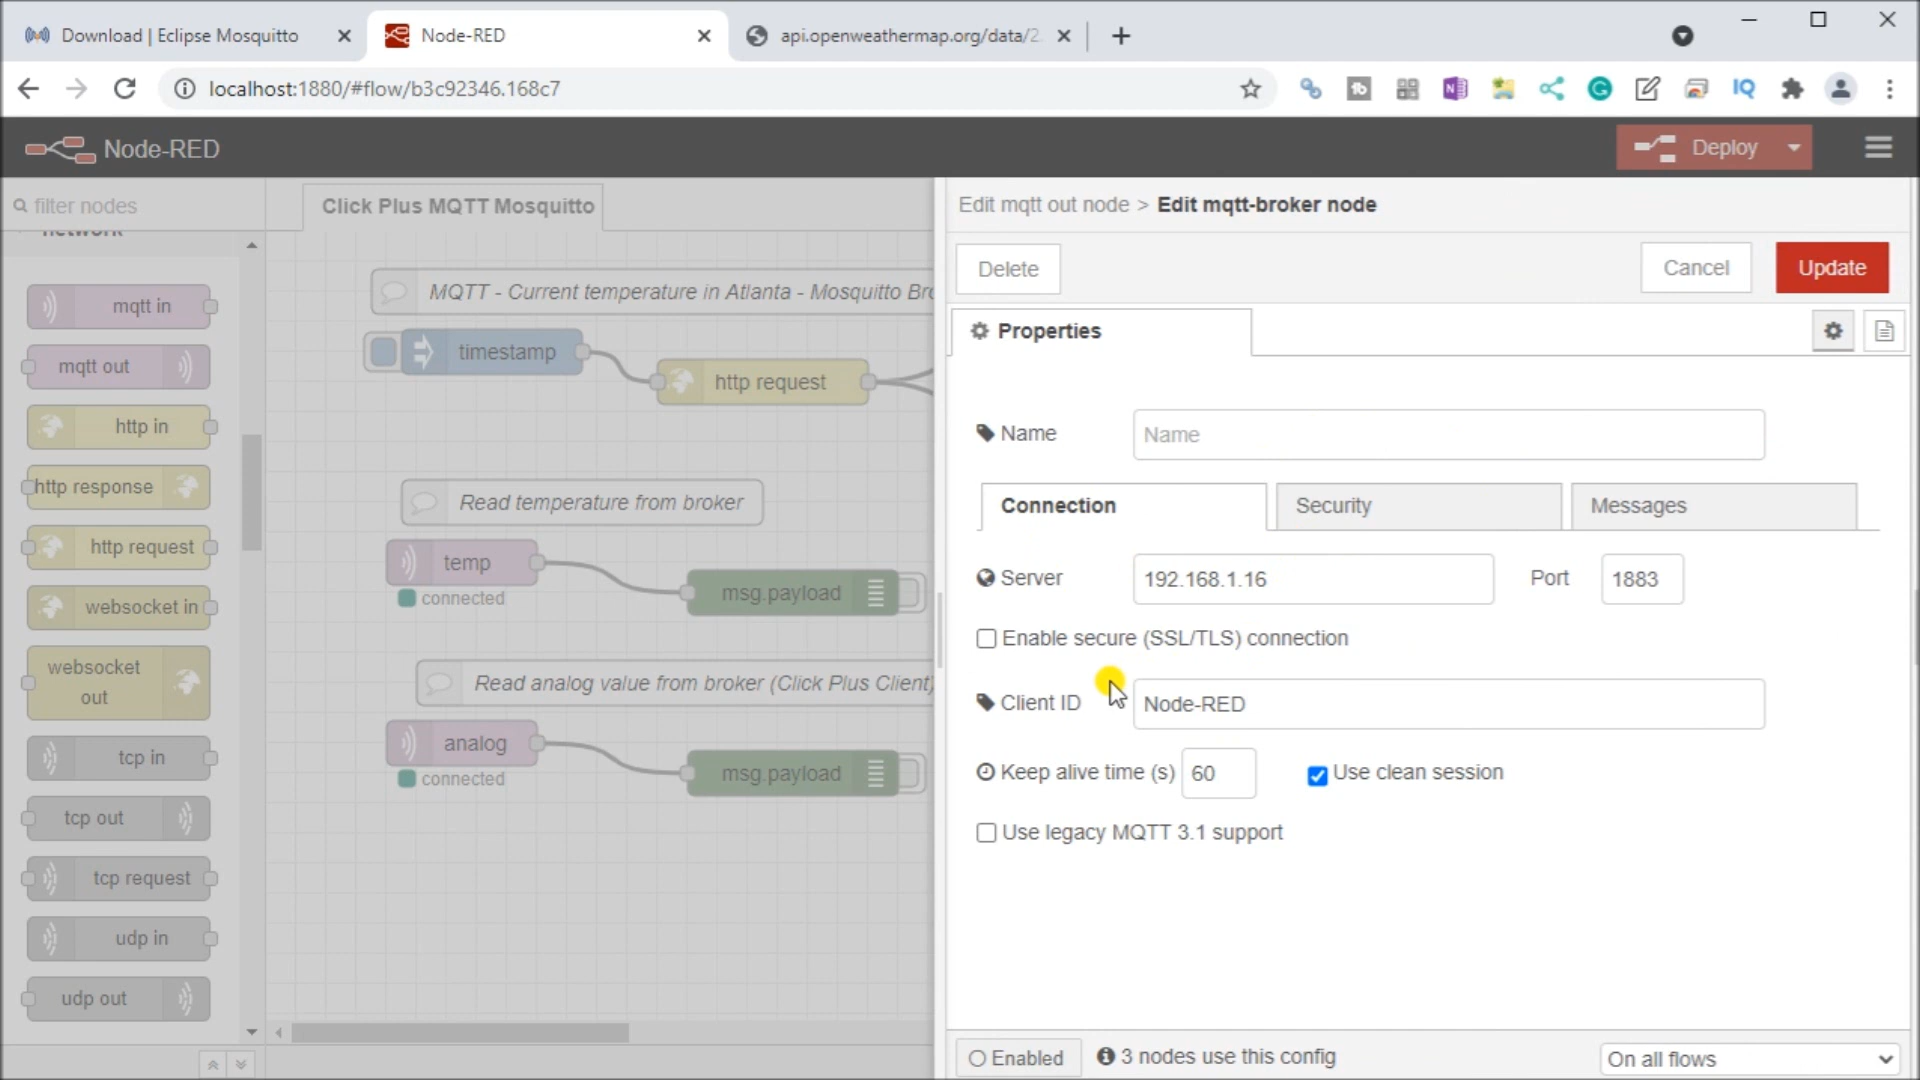 Download | Eclipse Mosquitto
Node-RED
api.openweathermap.org/data/2.
localhost:1880/#flow/b3c92346.168c7
Node-RED
Deploy
filter nodes
network
mqtt in
mqtt out
http in
http response
http request
websocket in
websocket
out
tcp in
tcp out
tcp request
udp in
udp out
Click Plus MQTT Mosquitto
MQTT - Current temperature in Atlanta - Mosquitto Bro
timestamp
http request
Read temperature from broker
temp
connected
msg.payload
Read analog value from broker (Click Plus Client)
analog
connected
msg.payload
Edit mqtt out node > Edit mqtt-broker node
Delete
Cancel
Update
Properties
Name
Name
Connection
Security
Messages
Server
192.168.1.16
Port
1883
Enable secure (SSL/TLS) connection
Client ID
Node-RED
Keep alive time (s)
60
Use clean session
Use legacy MQTT 3.1 support
Enabled
3 nodes use this config
On all flows